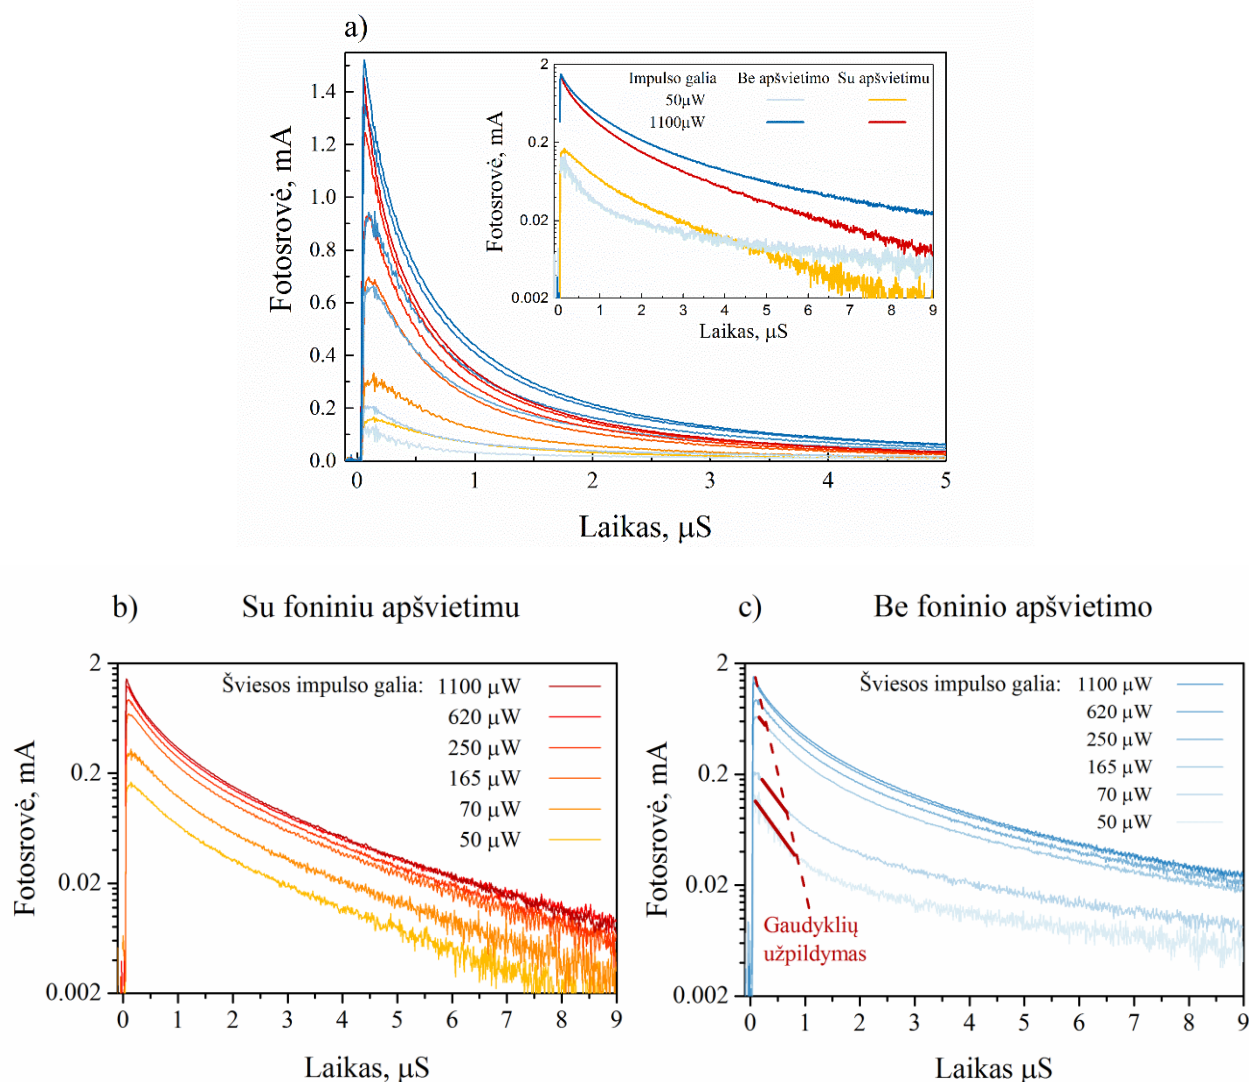 a)
Fotosrovė, mA
1.4
1.2
1.0
0.8
0.6
0.4
0.2
0.0
0 1 2 3 4 5
Laikas, μS
Impulso galia Be apšvietimo Su apšvietimu
50μW
1100μW
Fotosrovė, mA
2
0.2
0.02
0.002
0 1 2 3 4 5 6 7 8 9
Laikas, μS
b) Su foniniu apšvietimu
Fotosrovė, mA
2
0.2
0.02
0.002
Šviesos impulso galia: 1100 μW
620 μW
250 μW
165 μW
70 μW
50 μW
0 1 2 3 4 5 6 7 8 9
Laikas, μS
c) Be foninio apšvietimo
Fotosrovė, mA
2
0.2
0.02
0.002
Šviesos impulso galia: 1100 μW
620 μW
250 μW
165 μW
70 μW
50 μW
Gaudyklių
užpildymas
0 1 2 3 4 5 6 7 8 9
Laikas μS